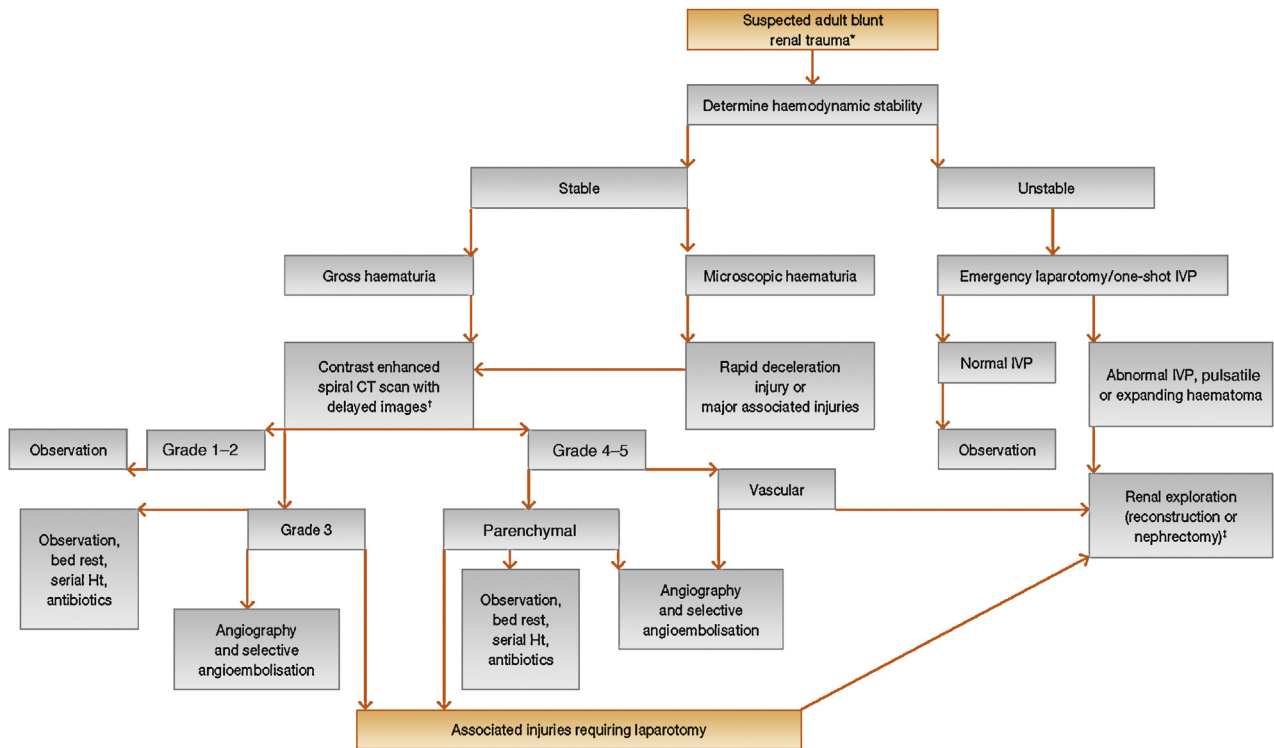 Suspected adult blunt
renal trauma*
Determine haemodynamic stability
Stable
Unstable
Gross haematuria
Microscopic haematuria
Emergency laparotomy/one-shot IVP
Contrast enhanced
spiral CT scan with
delayed images†
Rapid deceleration
injury or
major associated injuries
Normal IVP
Abnormal IVP, pulsatile
or expanding haematoma
Observation
Grade 1–2
Grade 4–5
Observation
Vascular
Renal exploration
(reconstruction or
nephrectomy)‡
Observation,
bed rest,
serial Ht,
antibiotics
Grade 3
Parenchymal
Angiography
and selective
angioembolisation
Observation,
bed rest,
serial Ht,
antibiotics
Angiography
and selective
angioembolisation
Associated injuries requiring laparotomy